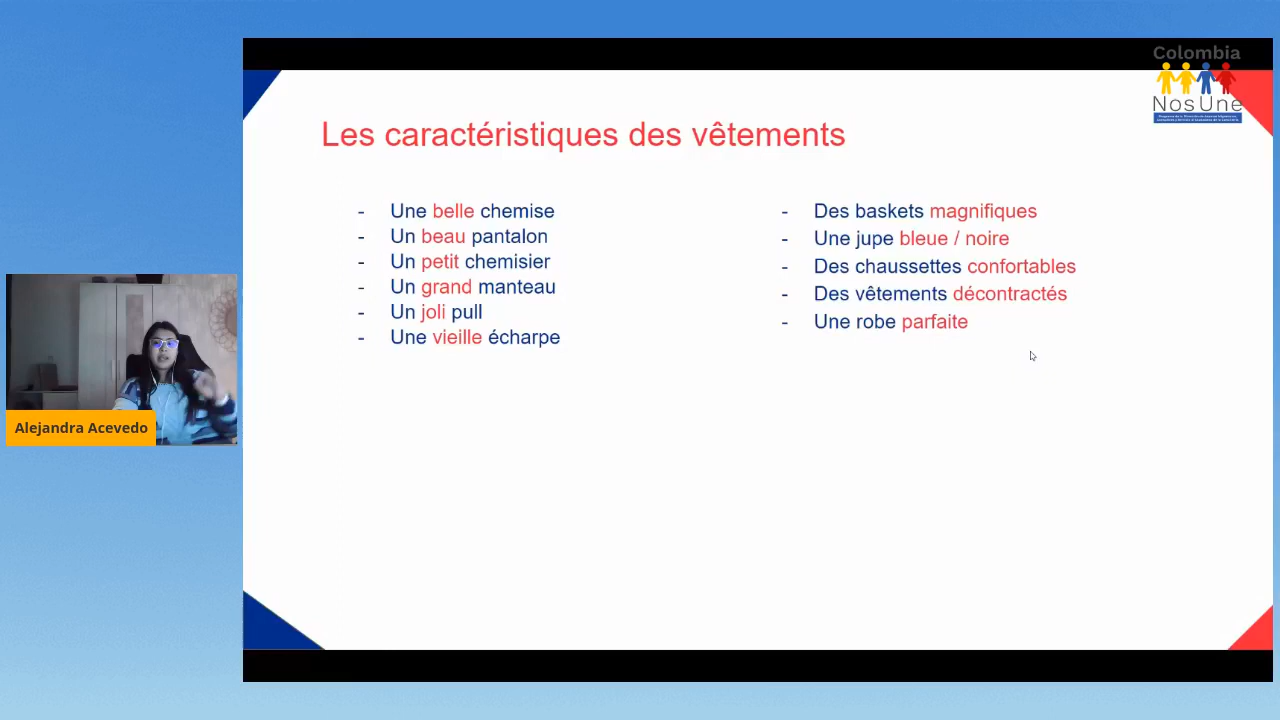 Colombia
NosUne
Les caractéristiques des vêtements
- Une belle chemise
- Un beau pantalon
- Un petit chemisier
- Un grand manteau
- Un joli pull
- Une vieille écharpe
- Des baskets magnifiques
- Une jupe bleue / noire
- Des chaussettes confortables
- Des vêtements décontractés
- Une robe parfaite
Alejandra Acevedo